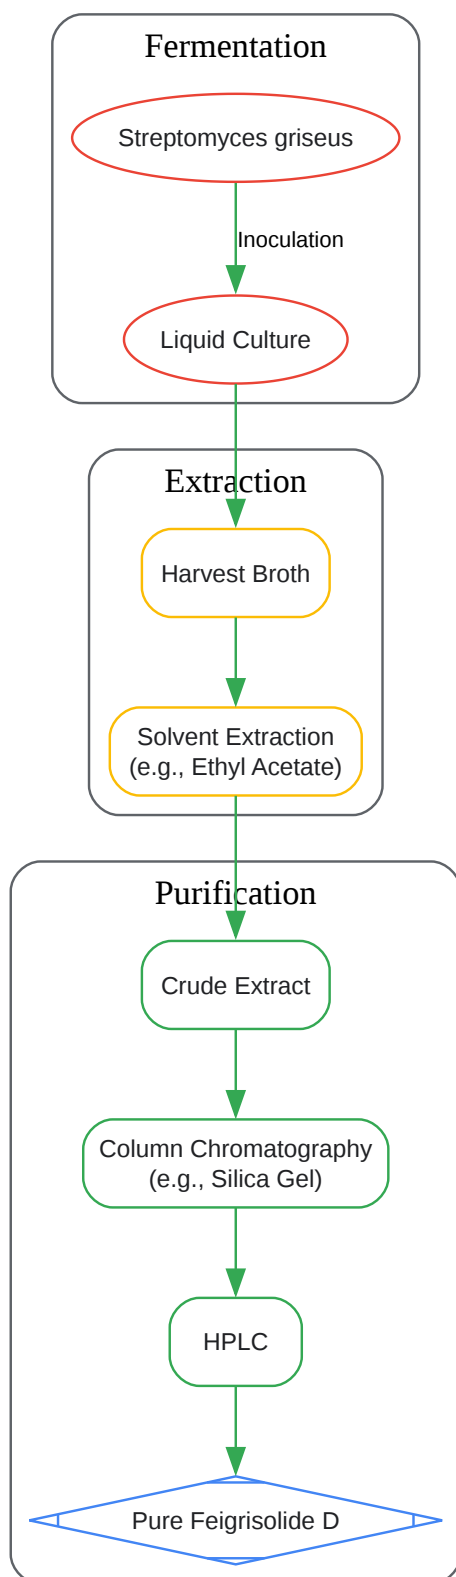 Fermentation
Streptomyces griseus
Inoculation
Liquid Culture
Extraction
Harvest Broth
Solvent Extraction
(e.g., Ethyl Acetate)
Purification
Crude Extract
Column Chromatography
(e.g., Silica Gel)
HPLC
Pure Feigrisolide D